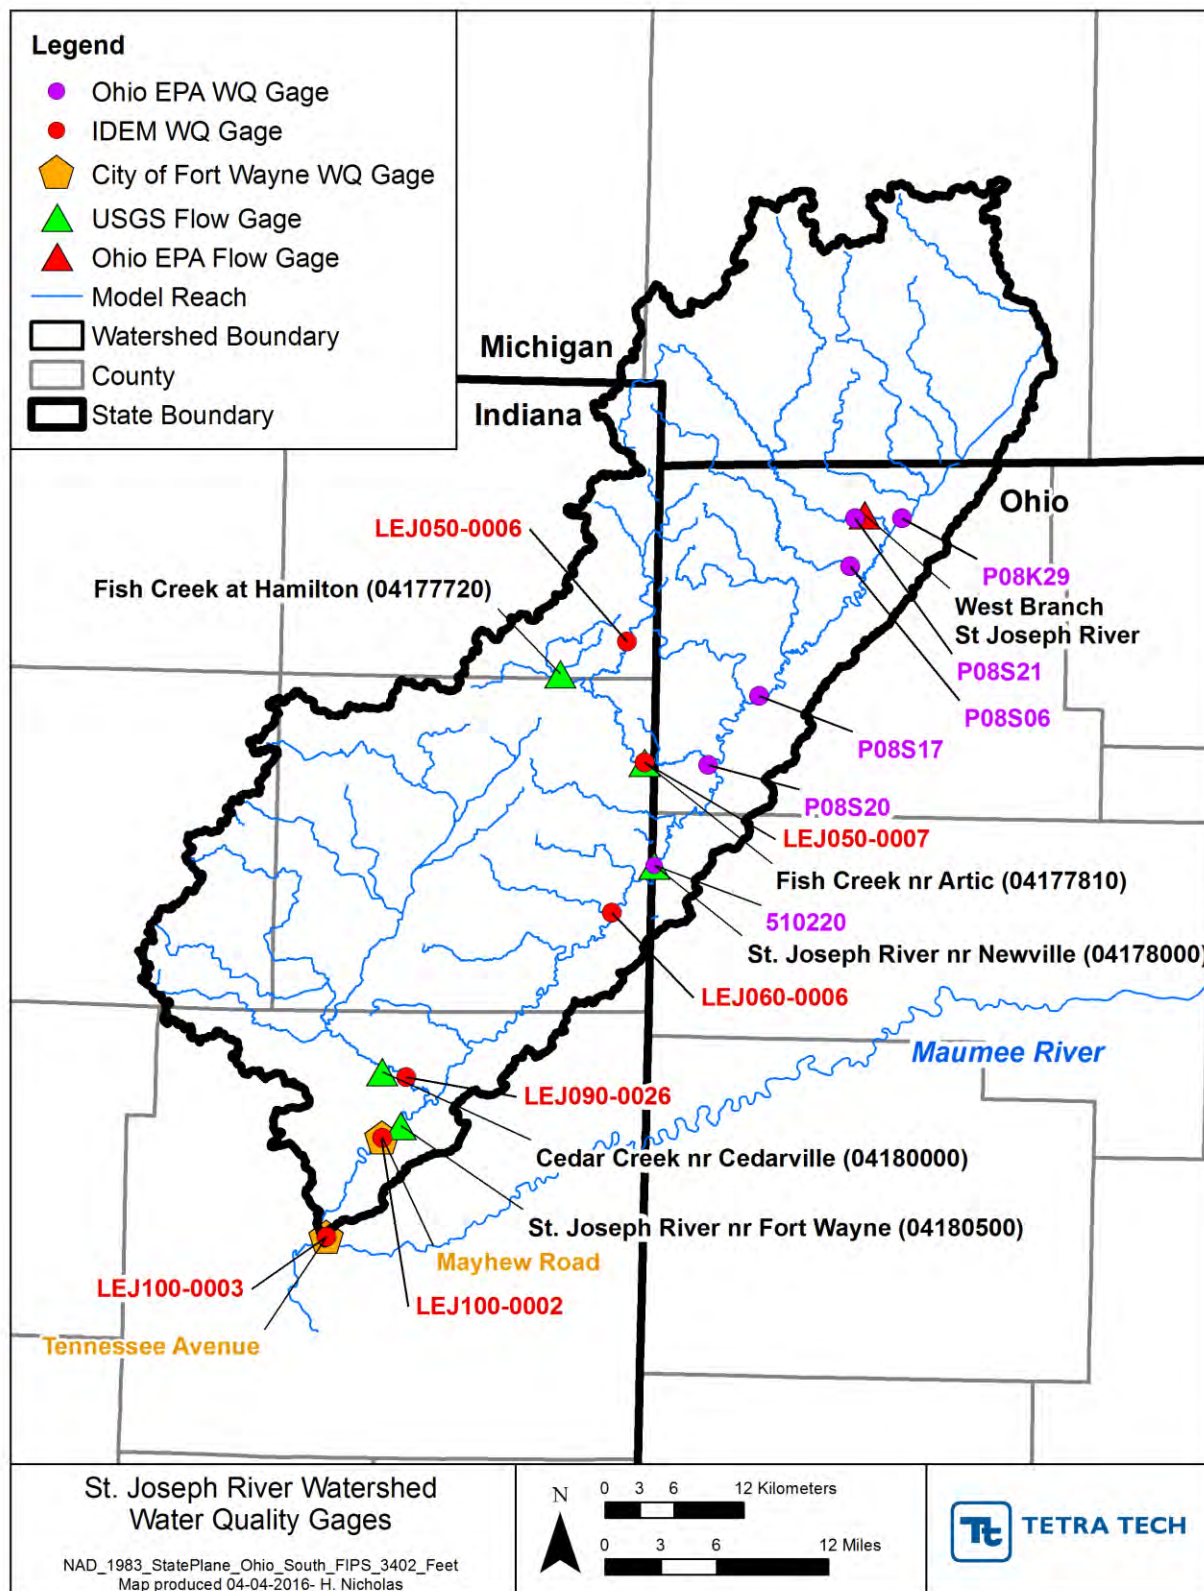 Legend
Ohio EPA WQ Gage
IDEM WQ Gage
City of Fort Wayne WQ Gage
USGS Flow Gage
Ohio EPA Flow Gage
Model Reach
Watershed Boundary
County
State Boundary
Michigan
Indiana
Ohio
LEJ050-0006
Fish Creek at Hamilton (04177720)
P08K29
West Branch
St Joseph River
P08S21
P08S06
P08S17
P08S20
LEJ050-0007
Fish Creek nr Artic (04177810)
510220
St. Joseph River nr Newville (04178000)
LEJ060-0006
Maumee River
LEJ090-0026
Cedar Creek nr Cedarville (04180000)
St. Joseph River nr Fort Wayne (04180500)
Mayhew Road
LEJ100-0003
LEJ100-0002
Tennessee Avenue
St. Joseph River Watershed
Water Quality Gages
NAD_1983_StatePlane_Ohio_South_FIPS_3402_Feet
Map produced 04-04-2016- H. Nicholas
N
0 3 6 12 Kilometers
0 3 6 12 Miles
Tt
TETRA TECH